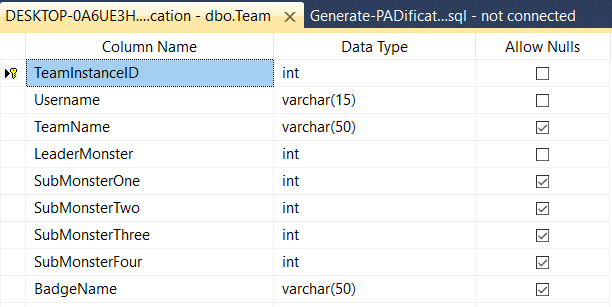 DESKTOP-0A6UE3H....cation - dbo.Team Generate-PADificat...sql - not connected
Column Name Data Type Allow Nulls
TeamInstanceID int
Username varchar(15)
TeamName varchar(50)
LeaderMonster int
SubMonsterOne int
SubMonsterTwo int
SubMonsterThree int
SubMonsterFour int
BadgeName varchar(50)